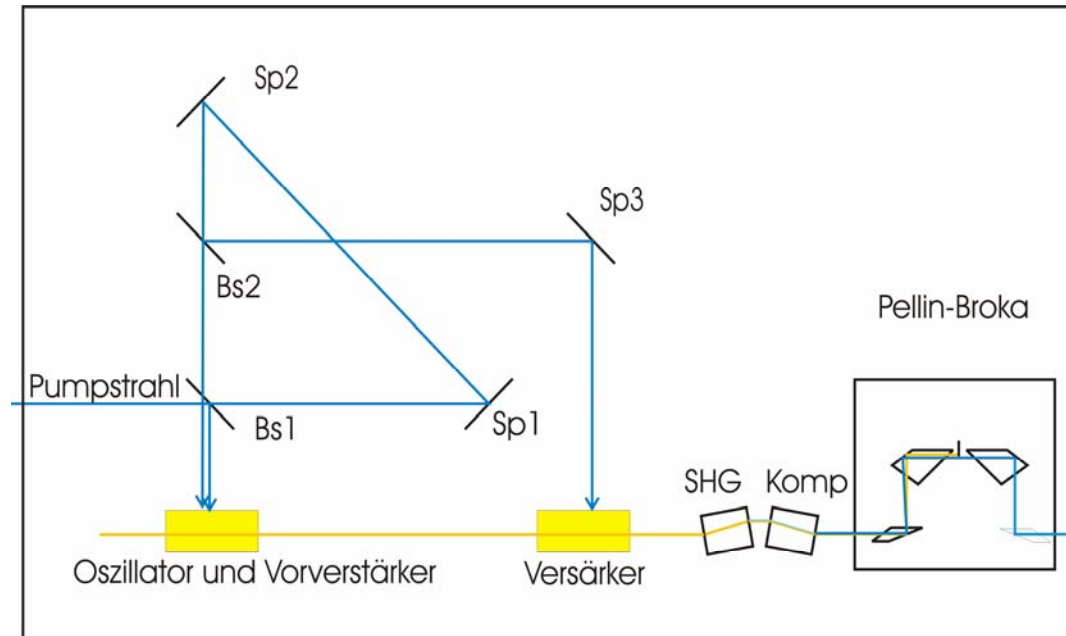 Sp2
Sp3
Bs2
Pellin-Broka
Pumpstrahl
Bs1
Sp1
SHG
Komp
Oszillator und Vorverstärker
Versärker